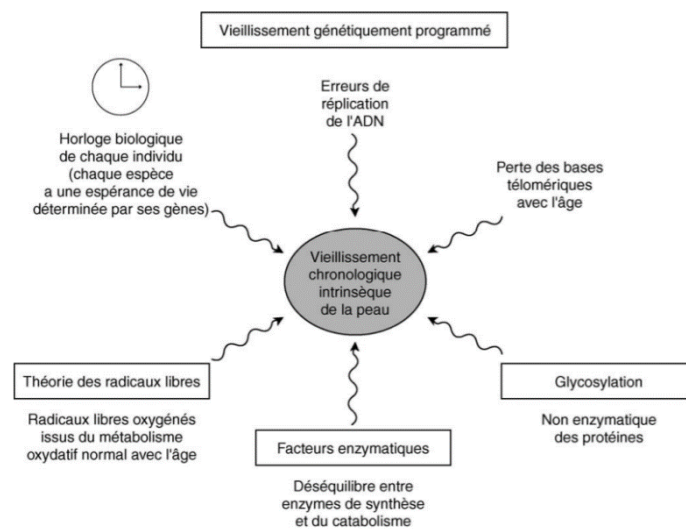 Vieillissement génétiquement programmé
Erreurs de
réplication
de l'ADN
Horloge biologique
de chaque individu
(chaque espèce
a une espérance de vie
déterminée par ses gènes)
Perte des bases
télomériques
avec l'âge
Vieillissement
chronologique
intrinsèque
de la peau
Théorie des radicaux libres
Radicaux libres oxygénés
issus du métabolisme
oxydatif normal avec l'âge
Facteurs enzymatiques
Déséquilibre entre
enzymes de synthèse
et du catabolisme
Glycosylation
Non enzymatique
des protéines